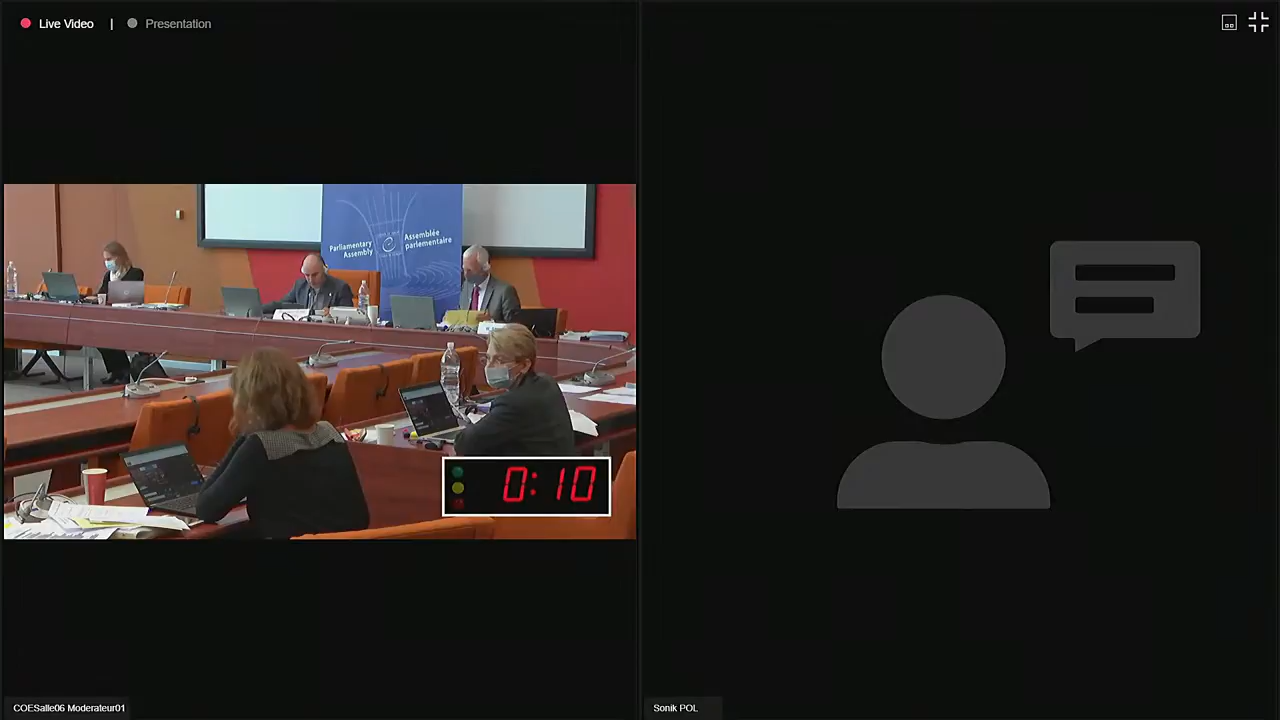 Live Video | Presentation
Parliamentary Assembly
Assemblée parlementaire
0:10
COESalle06 Moderateur01
Sonik POL